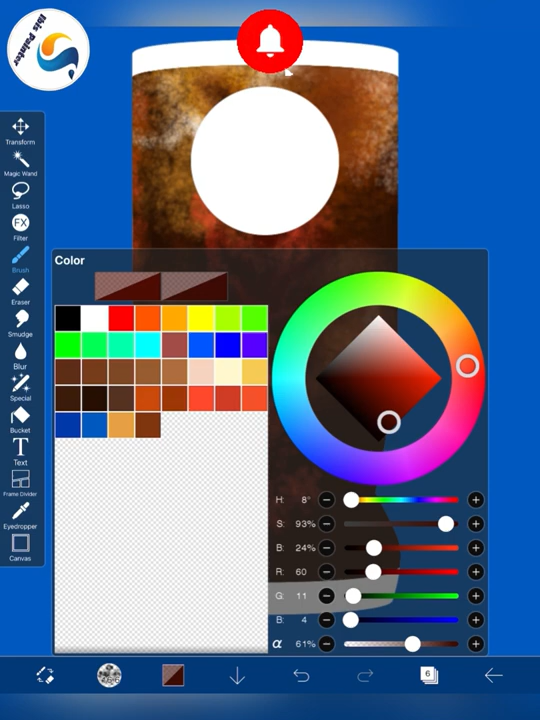 Ibis Painter
Transform
Magic Wand
Lasso
FX
Filter
Brush
Eraser
Smudge
Blur
Special
Bucket
T
Text
Frame Divider
Eyedropper
Canvas
Color
H: 8°
S: 93%
B: 24%
R: 60
G: 11
B: 4
α 61%
6